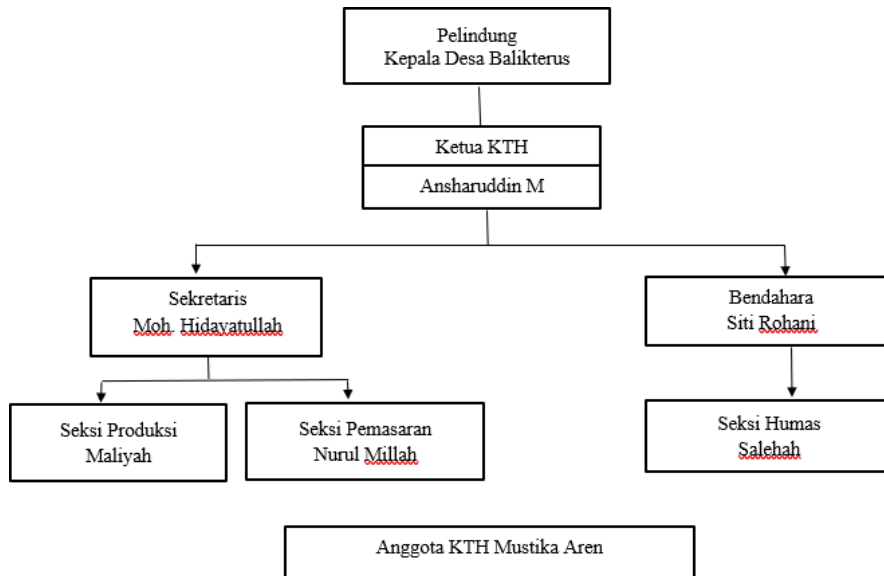 Pelindung
Kepala Desa Balikterus
Ketua KTH
Ansharuddin M
Sekretaris
Moh. Hidayatullah
Bendahara
Siti Rohani
Seksi Produksi
Maliyah
Seksi Pemasaran
Nurul Millah
Seksi Humas
Salehah
Anggota KTH Mustika Aren